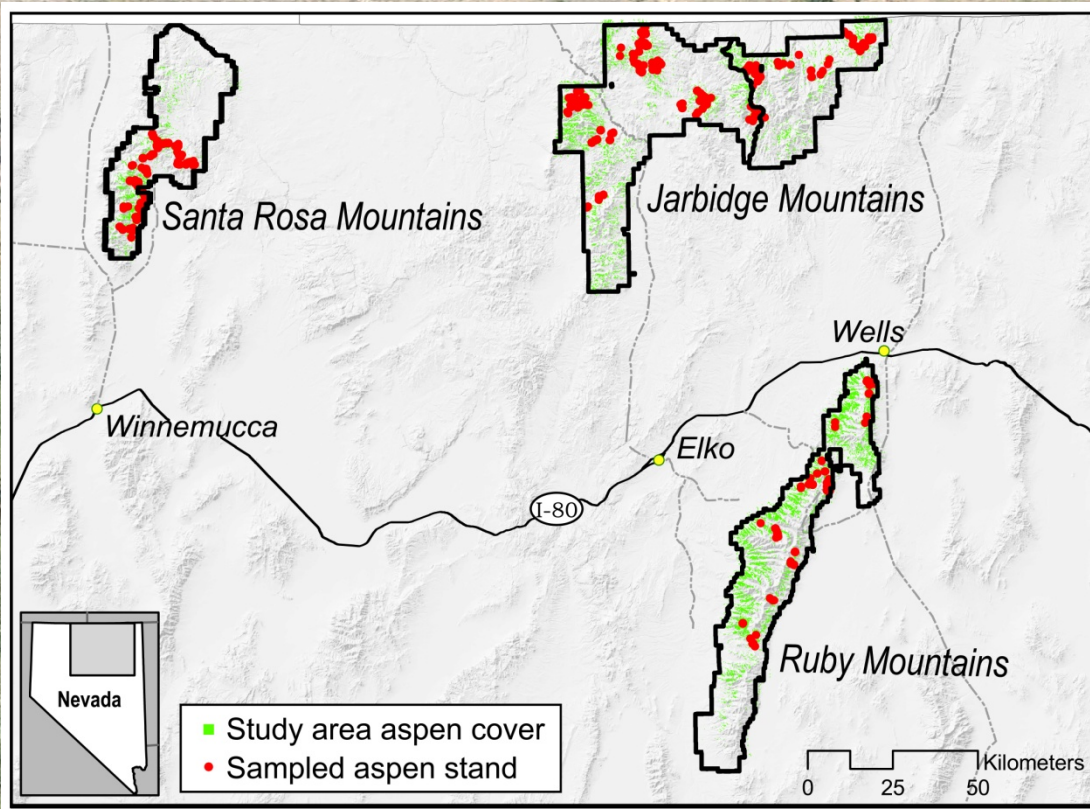 Santa Rosa Mountains
Jarbidge Mountains
Wells
Winnemucca
Elko
I-80
Ruby Mountains
Nevada
Study area aspen cover
Sampled aspen stand
Kilometers
0 25 50